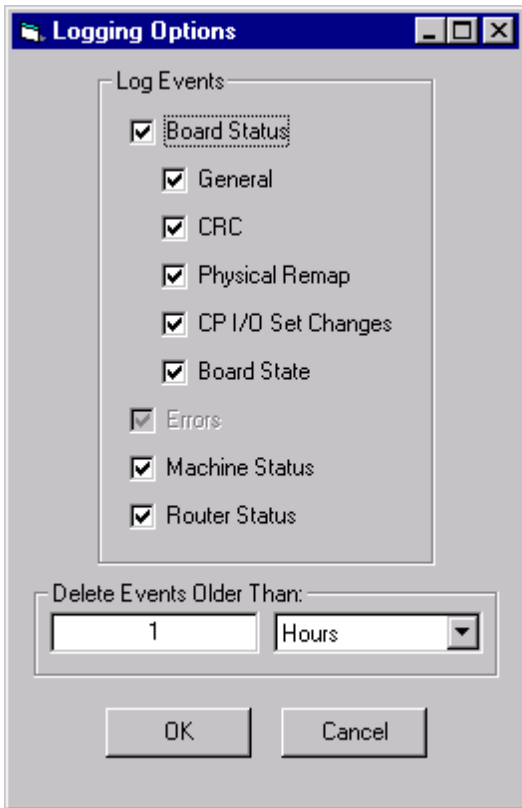 Logging Options
Log Events
Board Status
General
CRC
Physical Remap
CP I/O Set Changes
Board State
Errors
Machine Status
Router Status
Delete Events Older Than:
1 Hours
OK Cancel